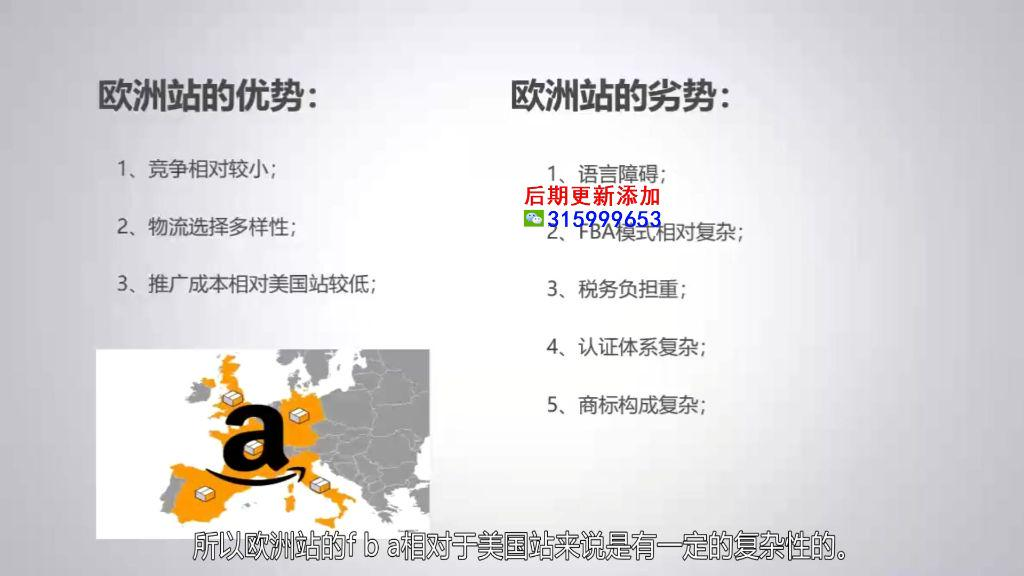 欧洲站的优势：
1、竞争相对较小；
2、物流选择多样性；
3、推广成本相对美国站较低；
欧洲站的劣势：
1、语言障碍；
后期更新添加
315999653
2、FBA模式相对复杂；
3、税务负担重；
4、认证体系复杂；
5、商标构成复杂；
a
所以欧洲站的f b a相对于美国站来说是有一定的复杂性的。